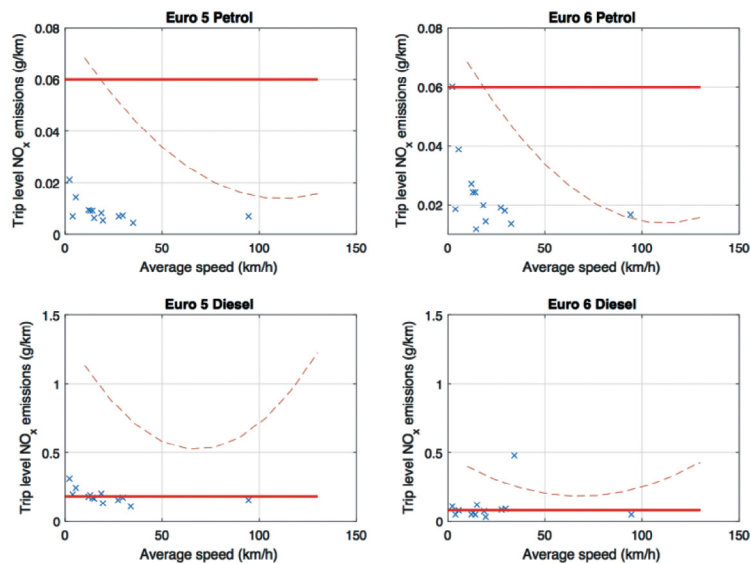 Euro 5 Petrol
0.08
0.06
0.04
0.02
0
Trip level NOx emissions (g/km)
0 50 100 150
Average speed (km/h)
Euro 6 Petrol
0.08
0.06
0.04
0.02
Trip level NOx emissions (g/km)
0 50 100 150
Average speed (km/h)
Euro 5 Diesel
1.5
1
0.5
0
Trip level NOx emissions (g/km)
0 50 100 150
Average speed (km/h)
Euro 6 Diesel
1.5
1
0.5
0
Trip level NOx emissions (g/km)
0 50 100 150
Average speed (km/h)